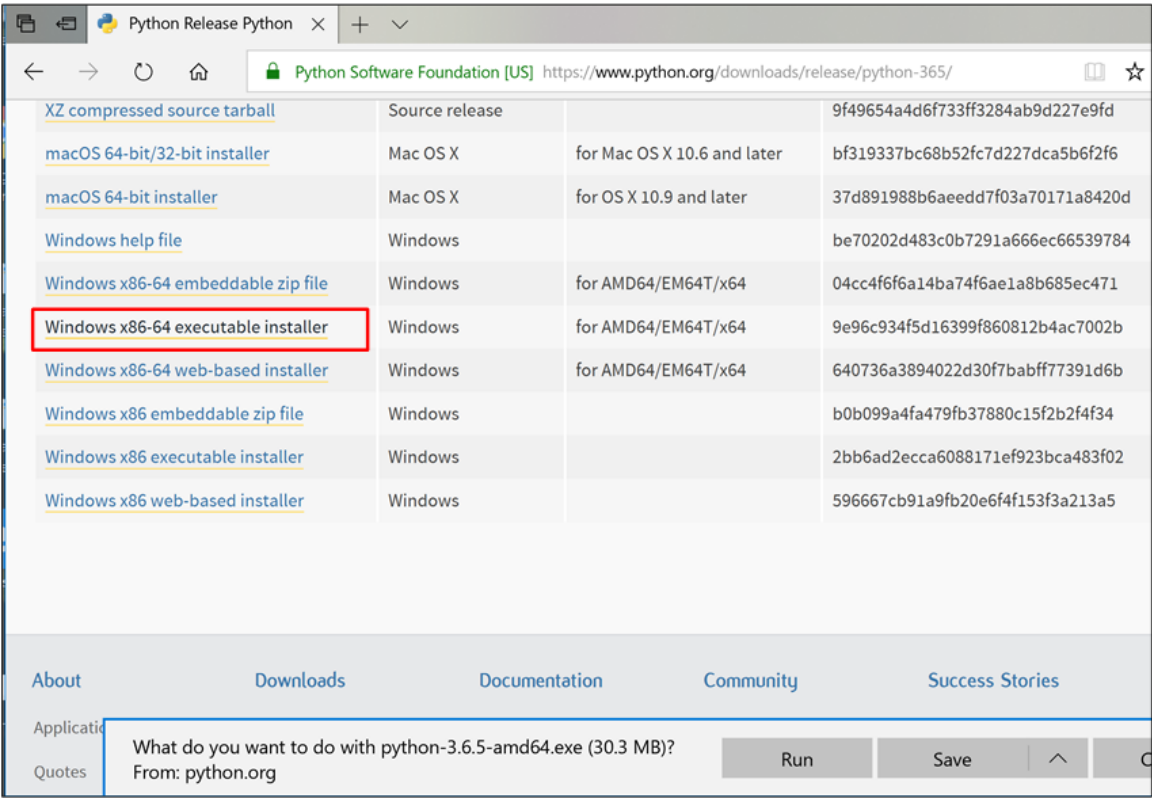 Python Release Python
Python Software Foundation [US] https://www.python.org/downloads/release/python-365/
XZ compressed source tarball Source release 9f49654a4d6f733ff3284ab9d227e9fd
macOS 64-bit/32-bit installer Mac OS X for Mac OS X 10.6 and later bf319337bc68b52fc7d227dca5b6f2f6
macOS 64-bit installer Mac OS X for OS X 10.9 and later 37d891988b6aeedd7f03a70171a8420d
Windows help file Windows be70202d483c0b7291a666ec66539784
Windows x86-64 embeddable zip file Windows for AMD64/EM64T/x64 04cc4f6f6a14ba74f6ae1a8b685ec471
Windows x86-64 executable installer Windows for AMD64/EM64T/x64 9e96c934f5d16399f860812b4ac7002b
Windows x86-64 web-based installer Windows for AMD64/EM64T/x64 640736a3894022d30f7babff77391d6b
Windows x86 embeddable zip file Windows b0b099a4fa479fb37880c15f2b2f4f34
Windows x86 executable installer Windows 2bb6ad2ecca6088171ef923bca483f02
Windows x86 web-based installer Windows 596667cb91a9fb20e6f4f153f3a213a5
About Downloads Documentation Community Success Stories
Applicatio
What do you want to do with python-3.6.5-amd64.exe (30.3 MB)?
From: python.org
Run Save C
Quotes